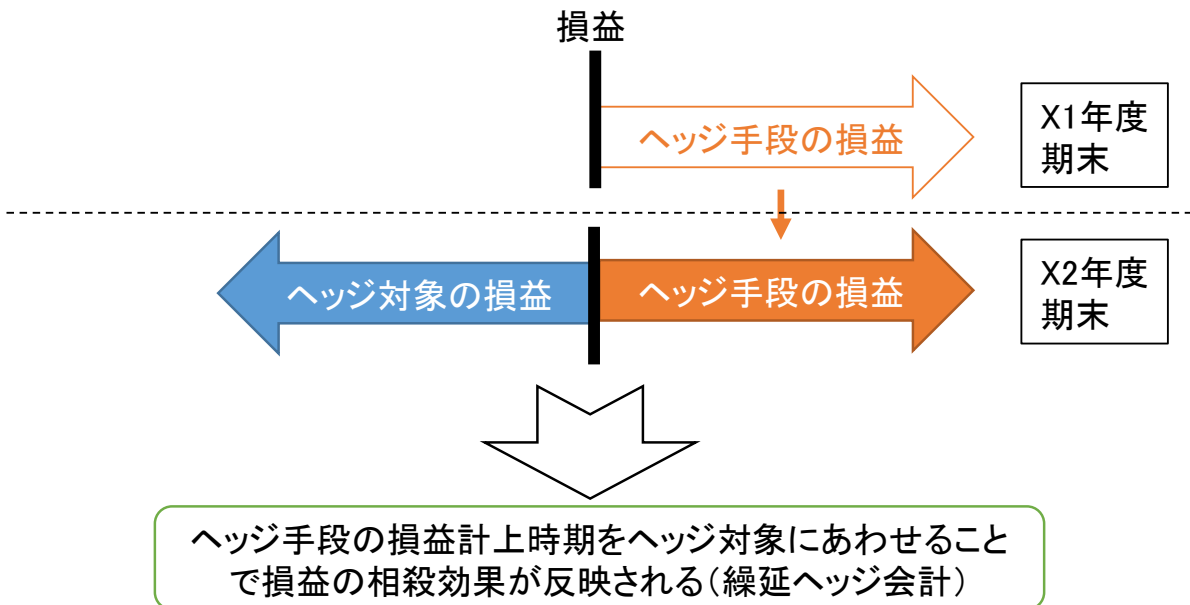 損益
ヘッジ手段の損益
X1年度
期末
ヘッジ対象の損益
ヘッジ手段の損益
X2年度
期末
ヘッジ手段の損益計上時期をヘッジ対象にあわせること
で損益の相殺効果が反映される（繰延ヘッジ会計）